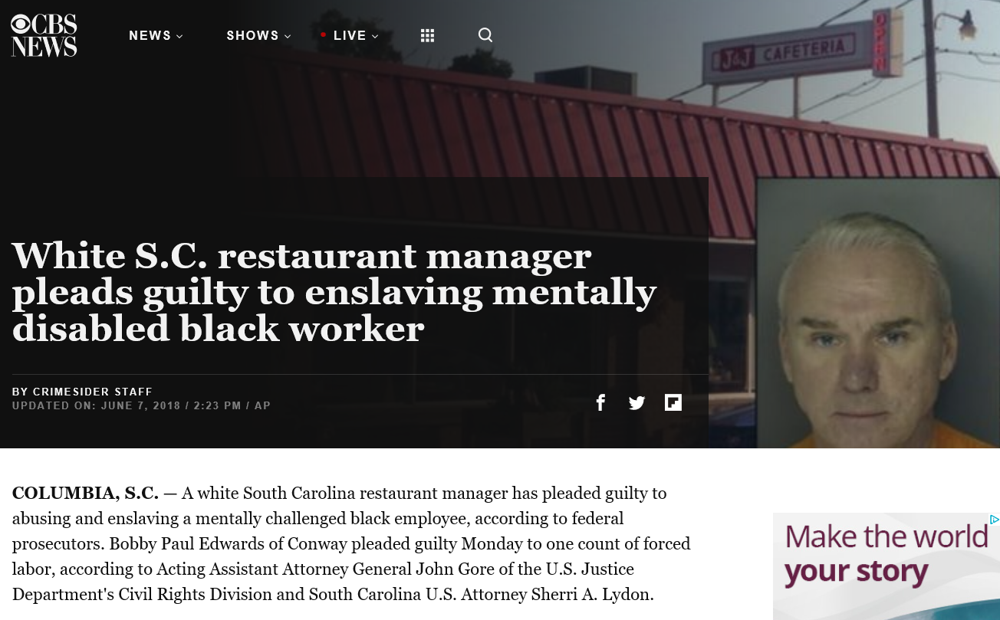 CBS
NEWS
NEWS
SHOWS
LIVE
J&J CAFETERIA
OPEN
White S.C. restaurant manager
pleads guilty to enslaving mentally
disabled black worker
BY CRIMESIDER STAFF
UPDATED ON: JUNE 7, 2018 / 2:23 PM / AP
COLUMBIA, S.C. — A white South Carolina restaurant manager has pleaded guilty to
abusing and enslaving a mentally challenged black employee, according to federal
prosecutors. Bobby Paul Edwards of Conway pleaded guilty Monday to one count of forced
labor, according to Acting Assistant Attorney General John Gore of the U.S. Justice
Department's Civil Rights Division and South Carolina U.S. Attorney Sherri A. Lydon.
Make the world
your story